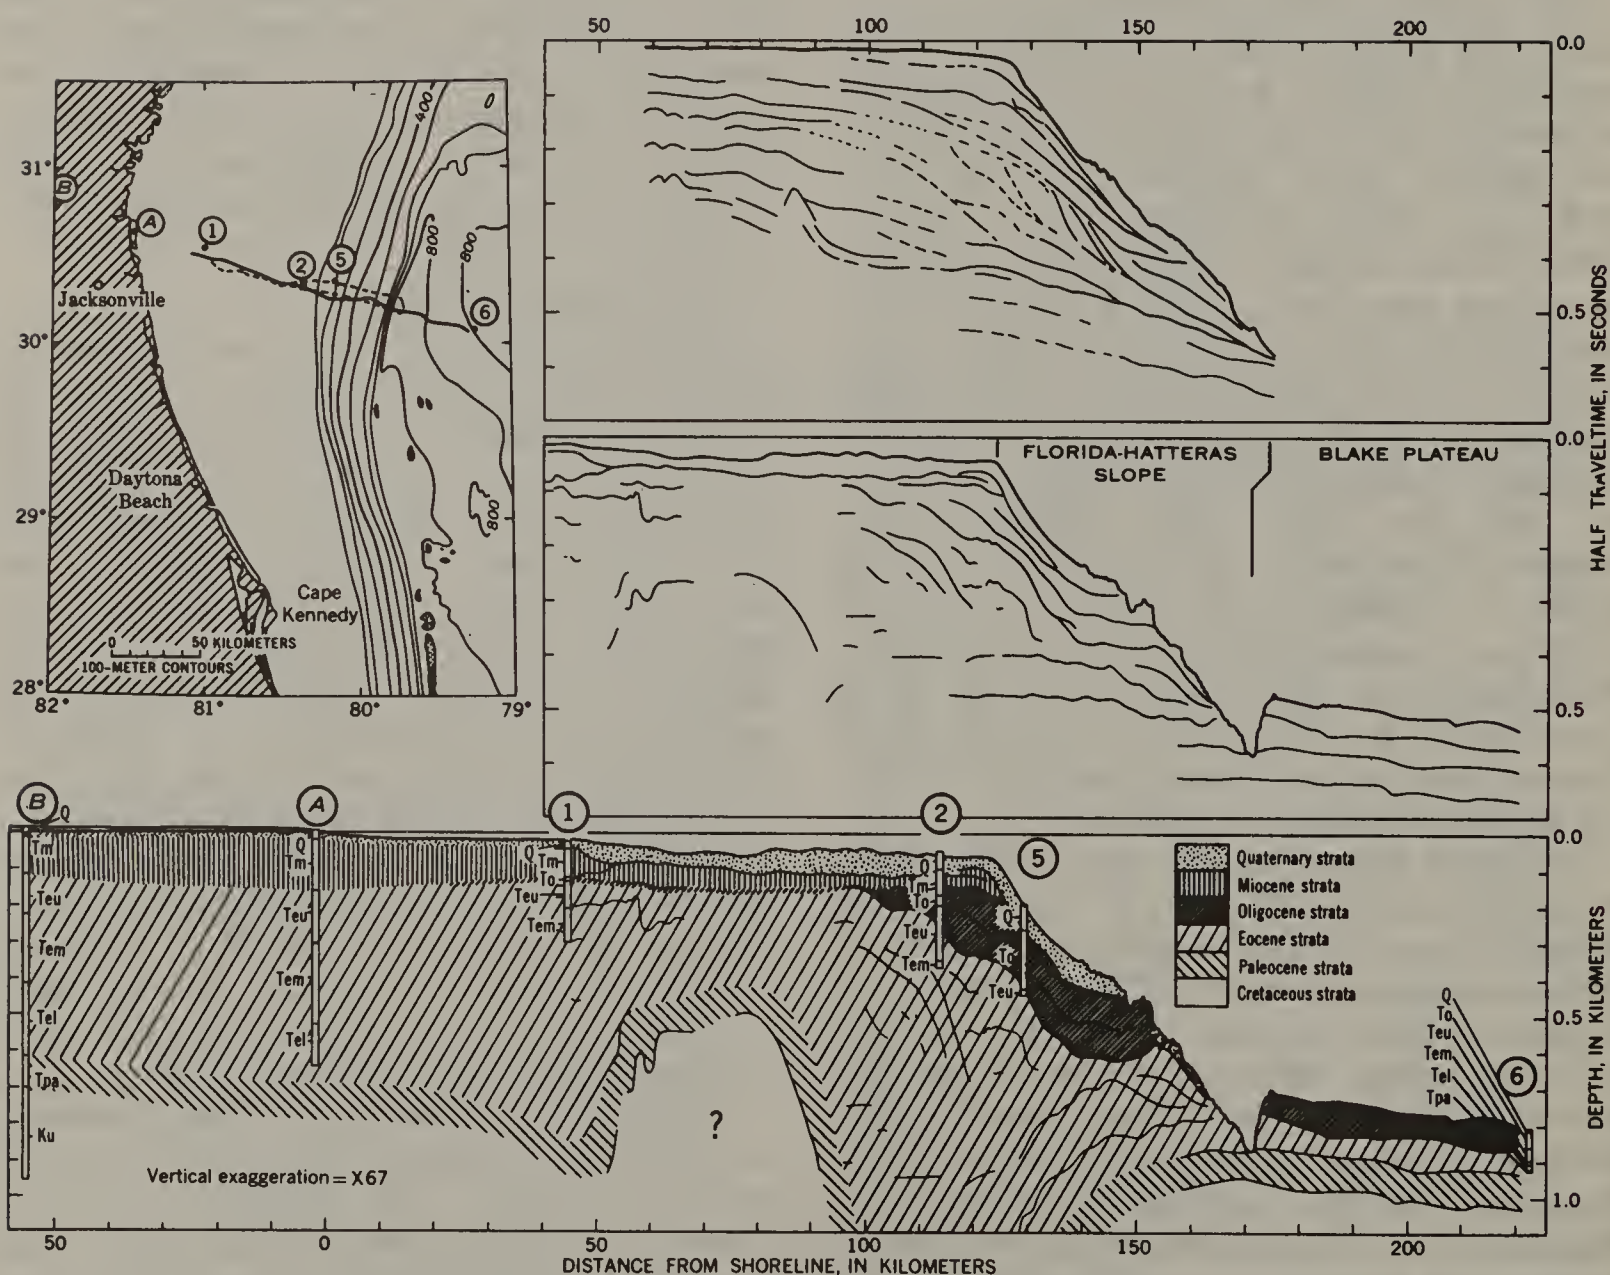 50 100 150 200
0.0
0.5
HALF TRAVELTIME, IN SECONDS
400
31°
B
A
1
2
5
800
800
6
Jacksonville
30°
Daytona
Beach
29°
800
Cape
Kennedy
0 50 KILOMETERS
100-METER CONTOURS
28°
82° 81° 80° 79°
0.0
FLORIDA-HATTERAS
SLOPE
BLAKE PLATEAU
0.5
B
A
1
2
5
6
Q
Tm
Teu
Tem
Tel
Tpa
Ku
Q
Tm
Teu
Tem
Tel
Q
Tm
To
Teu
Tem
Q
Tm
To
Teu
Tem
Q
To
Teu
Quaternary strata
Miocene strata
Oligocene strata
Eocene strata
Paleocene strata
Cretaceous strata
Q
To
Teu
Tem
Tel
Tpa
0.0
0.5
1.0
DEPTH, IN KILOMETERS
?
Vertical exaggeration = X67
50 0 50 100 150 200
DISTANCE FROM SHORELINE, IN KILOMETERS